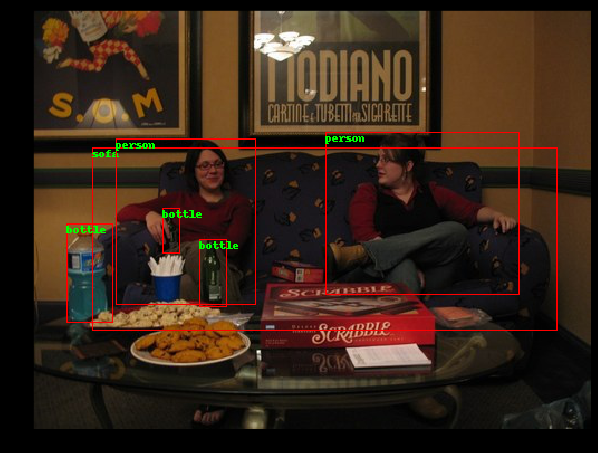 S.O.M
MODIANO
CARTINE e TUBETTI PER SIGARETTE
person
person
sofa
bottle
bottle
bottle
SCRABBLE
SCRABBLE